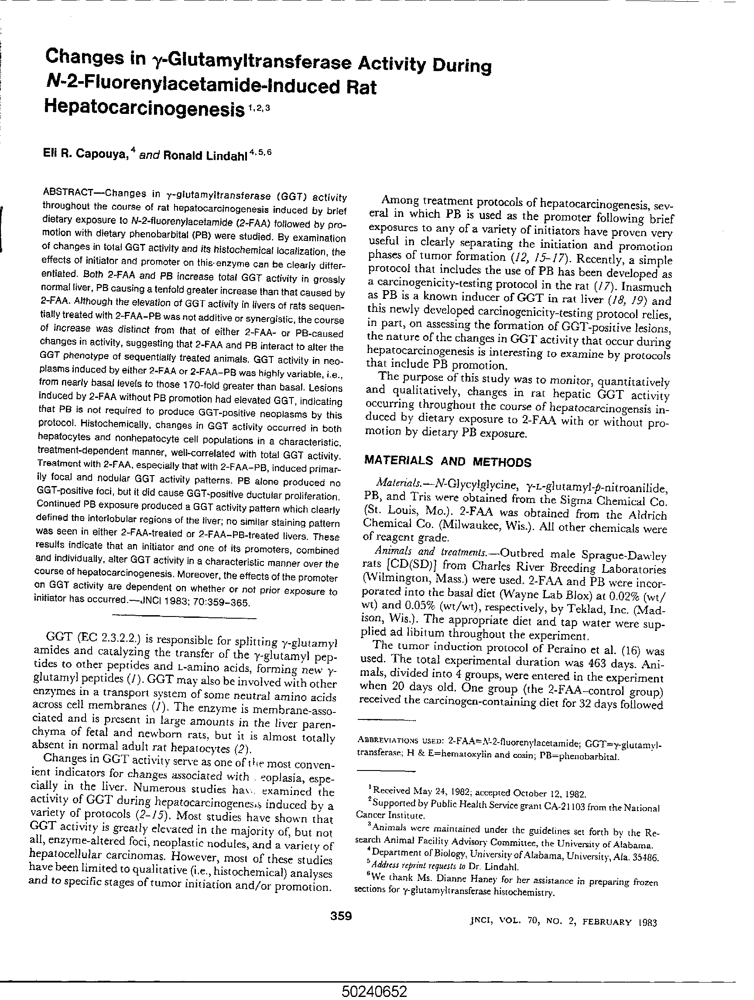 Changes in γ-Glutamyltransferase Activity During
N-2-Fluorenylacetamide-Induced Rat
Hepatocarcinogenesis 1,2,3
Eli R. Capouya, 4 and Ronald Lindahl 4,5,6
ABSTRACT—Changes in γ-glutamyltransferase (GGT) activity
throughout the course of rat hepatocarcinogenesis induced by brief
dietary exposure to N-2-fluorenylacetamide (2-FAA) followed by pro-
motion with dietary phenobarbital (PB) were studied. By examination
of changes in total GGT activity and its histochemical localization, the
effects of initiator and promoter on this enzyme can be clearly differ-
entiated. Both 2-FAA and PB increase total GGT activity in grossly
normal liver, PB causing a tenfold greater increase than that caused by
2-FAA. Although the elevation of GGT activity in livers of rats sequen-
tially treated with 2-FAA-PB was not additive or synergistic, the course
of increase was distinct from that of either 2-FAA- or PB-caused
changes in activity, suggesting that 2-FAA and PB interact to alter the
GGT phenotype of sequentially treated animals. GGT activity in neo-
plasms induced by either 2-FAA or 2-FAA-PB was highly variable, i.e.,
from nearly basal levels to those 170-fold greater than basal. Lesions
induced by 2-FAA without PB promotion had elevated GGT, indicating
that PB is not required to produce GGT-positive neoplasms by this
protocol. Histochemically, changes in GGT activity occurred in both
hepatocytes and nonhepatocyte cell populations in a characteristic,
treatment-dependent manner, well-correlated with total GGT activity.
Treatment with 2-FAA, especially that with 2-FAA-PB, induced primar-
ily focal and nodular GGT activity patterns. PB alone produced no
GGT-positive foci, but it did cause GGT-positive ductular proliferation.
Continued PB exposure produced a GGT activity pattern which clearly
defined the interlobular regions of the liver; no similar staining pattern
was seen in either 2-FAA-treated or 2-FAA-PB-treated livers. These
results indicate that an initiator and one of its promoters, combined
and individually, alter GGT activity in a characteristic manner over the
course of hepatocarcinogenesis. Moreover, the effects of the promoter
on GGT activity are dependent on whether or not prior exposure to
initiator has occurred.—JNCI 1983; 70:359-365.
GGT (EC 2.3.2.2.) is responsible for splitting γ-glutamyl
amides and catalyzing the transfer of the γ-glutamyl pep-
tides to other peptides and L-amino acids, forming new γ-
glutamyl peptides (1). GGT may also be involved with other
enzymes in a transport system of some neutral amino acids
across cell membranes (1). The enzyme is membrane-asso-
ciated and is present in large amounts in the liver paren-
chyma of fetal and newborn rats, but it is almost totally
absent in normal adult rat hepatocytes (2).
Changes in GGT activity serve as one of the most conven-
ient indicators for changes associated with eoplasia, espe-
cially in the liver. Numerous studies hav examined the
activity of GGT during hepatocarcinogenesis induced by a
variety of protocols (2-15). Most studies have shown that
GGT activity is greatly elevated in the majority of, but not
all, enzyme-altered foci, neoplastic nodules, and a variety of
hepatocellular carcinomas. However, most of these studies
have been limited to qualitative (i.e., histochemical) analyses
and to specific stages of tumor initiation and/or promotion.
Among treatment protocols of hepatocarcinogenesis, sev-
eral in which PB is used as the promoter following brief
exposures to any of a variety of initiators have proven very
useful in clearly separating the initiation and promotion
phases of tumor formation (12, 15-17). Recently, a simple
protocol that includes the use of PB has been developed as
a carcinogenicity-testing protocol in the rat (17). Inasmuch
as PB is a known inducer of GGT in rat liver (18, 19) and
this newly developed carcinogenicity-testing protocol relies,
in part, on assessing the formation of GGT-positive lesions,
the nature of the changes in GGT activity that occur during
hepatocarcinogenesis is interesting to examine by protocols
that include PB promotion.
The purpose of this study was to monitor, quantitatively
and qualitatively, changes in rat hepatic GGT activity
occurring throughout the course of hepatocarcinogensis in-
duced by dietary exposure to 2-FAA with or without pro-
motion by dietary PB exposure.
MATERIALS AND METHODS
Materials.—N-Glycylglycine, γ-L-glutamyl-p-nitroanilide,
PB, and Tris were obtained from the Sigma Chemical Co.
(St. Louis, Mo.). 2-FAA was obtained from the Aldrich
Chemical Co. (Milwaukee, Wis.). All other chemicals were
of reagent grade.
Animals and treatments.—Outbred male Sprague-Dawley
rats [CD(SD)] from Charles River Breeding Laboratories
(Wilmington, Mass.) were used. 2-FAA and PB were incor-
porated into the basal diet (Wayne Lab Blox) at 0.02% (wt/
wt) and 0.05% (wt/wt), respectively, by Teklad, Inc. (Mad-
ison, Wis.). The appropriate diet and tap water were sup-
plied ad libitum throughout the experiment.
The tumor induction protocol of Peraino et al. (16) was
used. The total experimental duration was 463 days. Ani-
mals, divided into 4 groups, were entered in the experiment
when 20 days old. One group (the 2-FAA-control group)
received the carcinogen-containing diet for 32 days followed
ABBREVIATIONS USED: 2-FAA=N-2-fluorenylacetamide; GGT=γ-glutamyl-
transferase; H & E=hematoxylin and eosin; PB=phenobarbital.
1 Received May 24, 1982; accepted October 12, 1982.
2 Supported by Public Health Service grant CA-21103 from the National
Cancer Institute.
3 Animals were maintained under the guidelines set forth by the Re-
search Animal Facility Advisory Committee, the University of Alabama.
4 Department of Biology, University of Alabama, University, Ala. 35486.
5 Address reprint requests to Dr. Lindahl.
6 We thank Ms. Dianne Haney for her assistance in preparing frozen
sections for γ-glutamyltransferase histochemistry.
359
JNCI, VOL. 70, NO. 2, FEBRUARY 1983
50240652